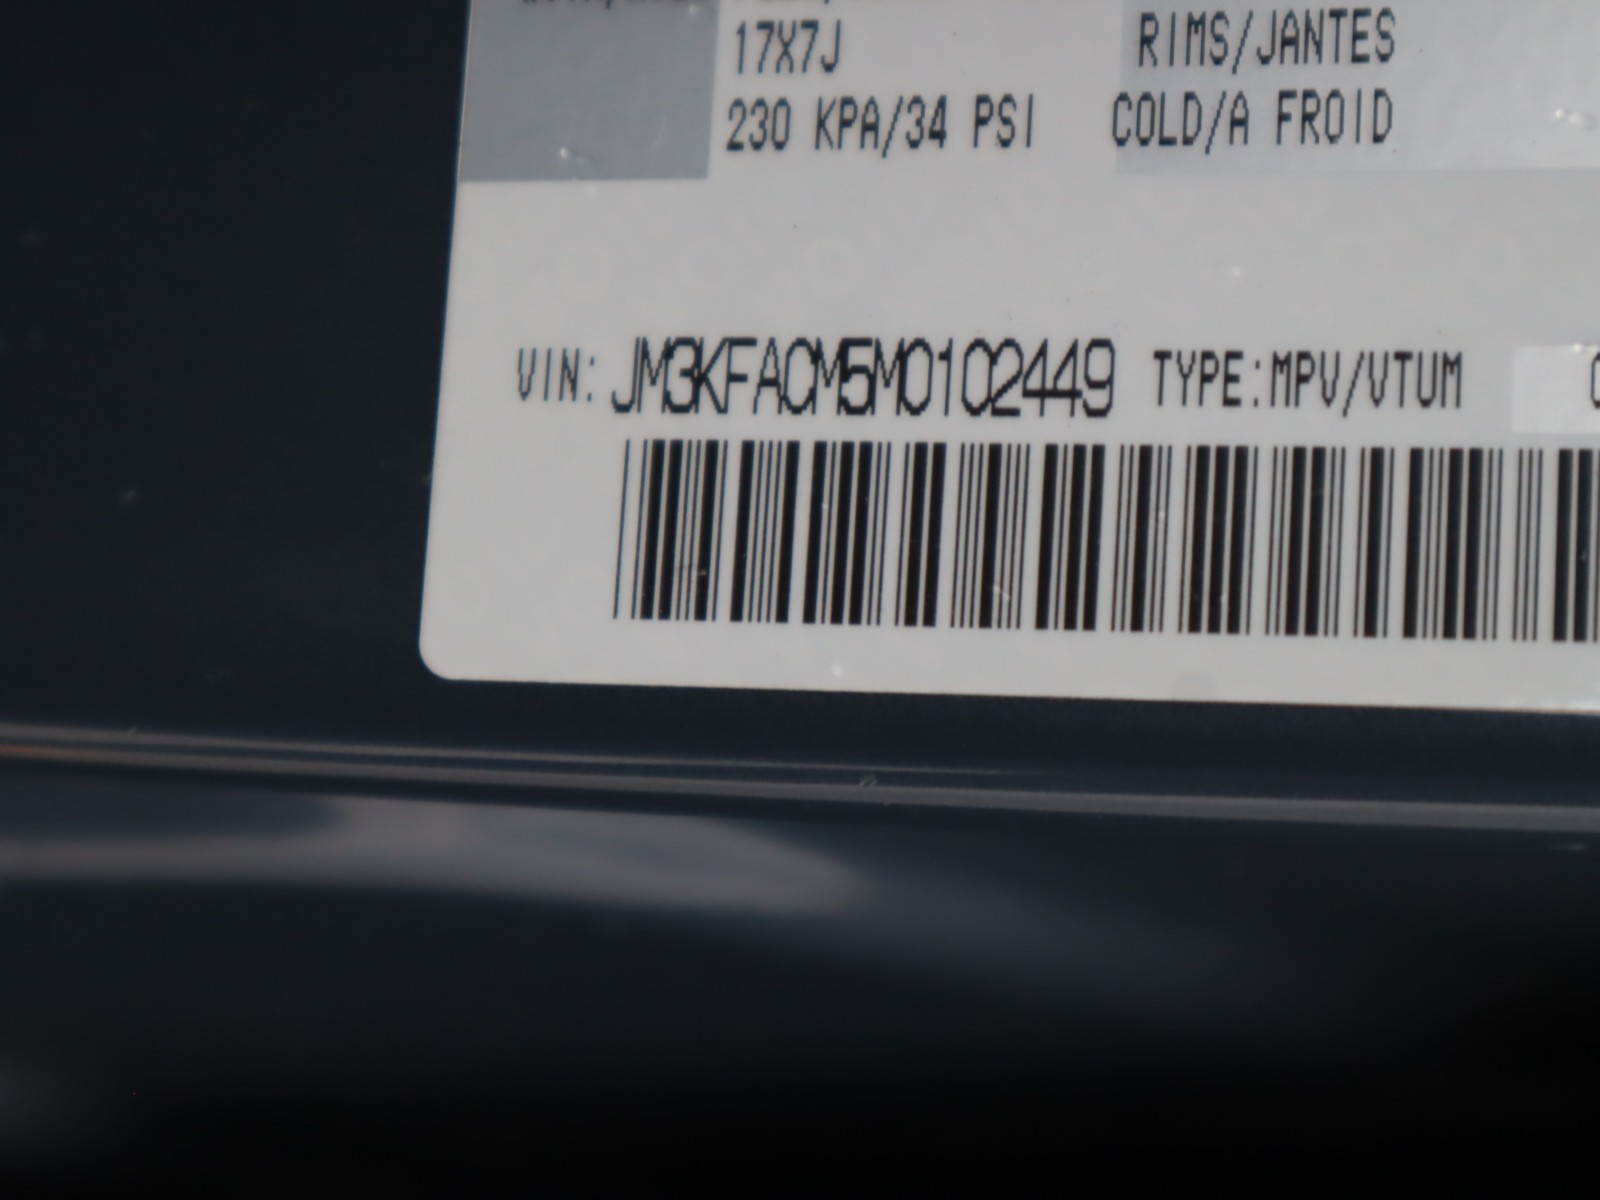 17X7J RIMS/JANTES
230 KPA/34 PSI COLD/A FROID
VIN: JM3KFACM5M0102449 TYPE:MPV/VTUM